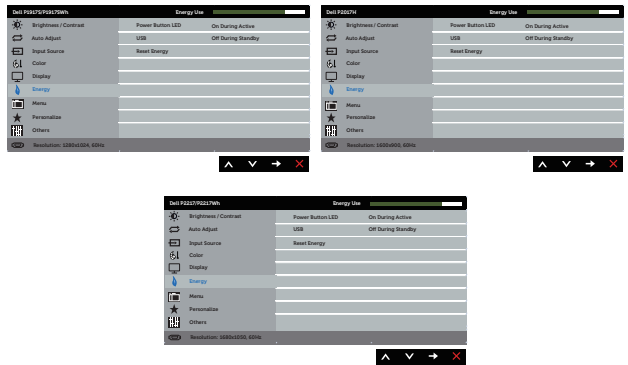 Dell P1917S/P1917SWh Energy Use
Brightness / Contrast Power Button LED On During Active
Auto Adjust USB Off During Standby
Input Source Reset Energy
Color
Display
Energy
Menu
Personalize
Others
Resolution: 1280x1024, 60Hz
Dell P2017H Energy Use
Brightness / Contrast Power Button LED On During Active
Auto Adjust USB Off During Standby
Input Source Reset Energy
Color
Display
Energy
Menu
Personalize
Others
Resolution: 1600x900, 60Hz
Dell P2217/P2217Wh Energy Use
Brightness / Contrast Power Button LED On During Active
Auto Adjust USB Off During Standby
Input Source Reset Energy
Color
Display
Energy
Menu
Personalize
Others
Resolution: 1680x1050, 60Hz